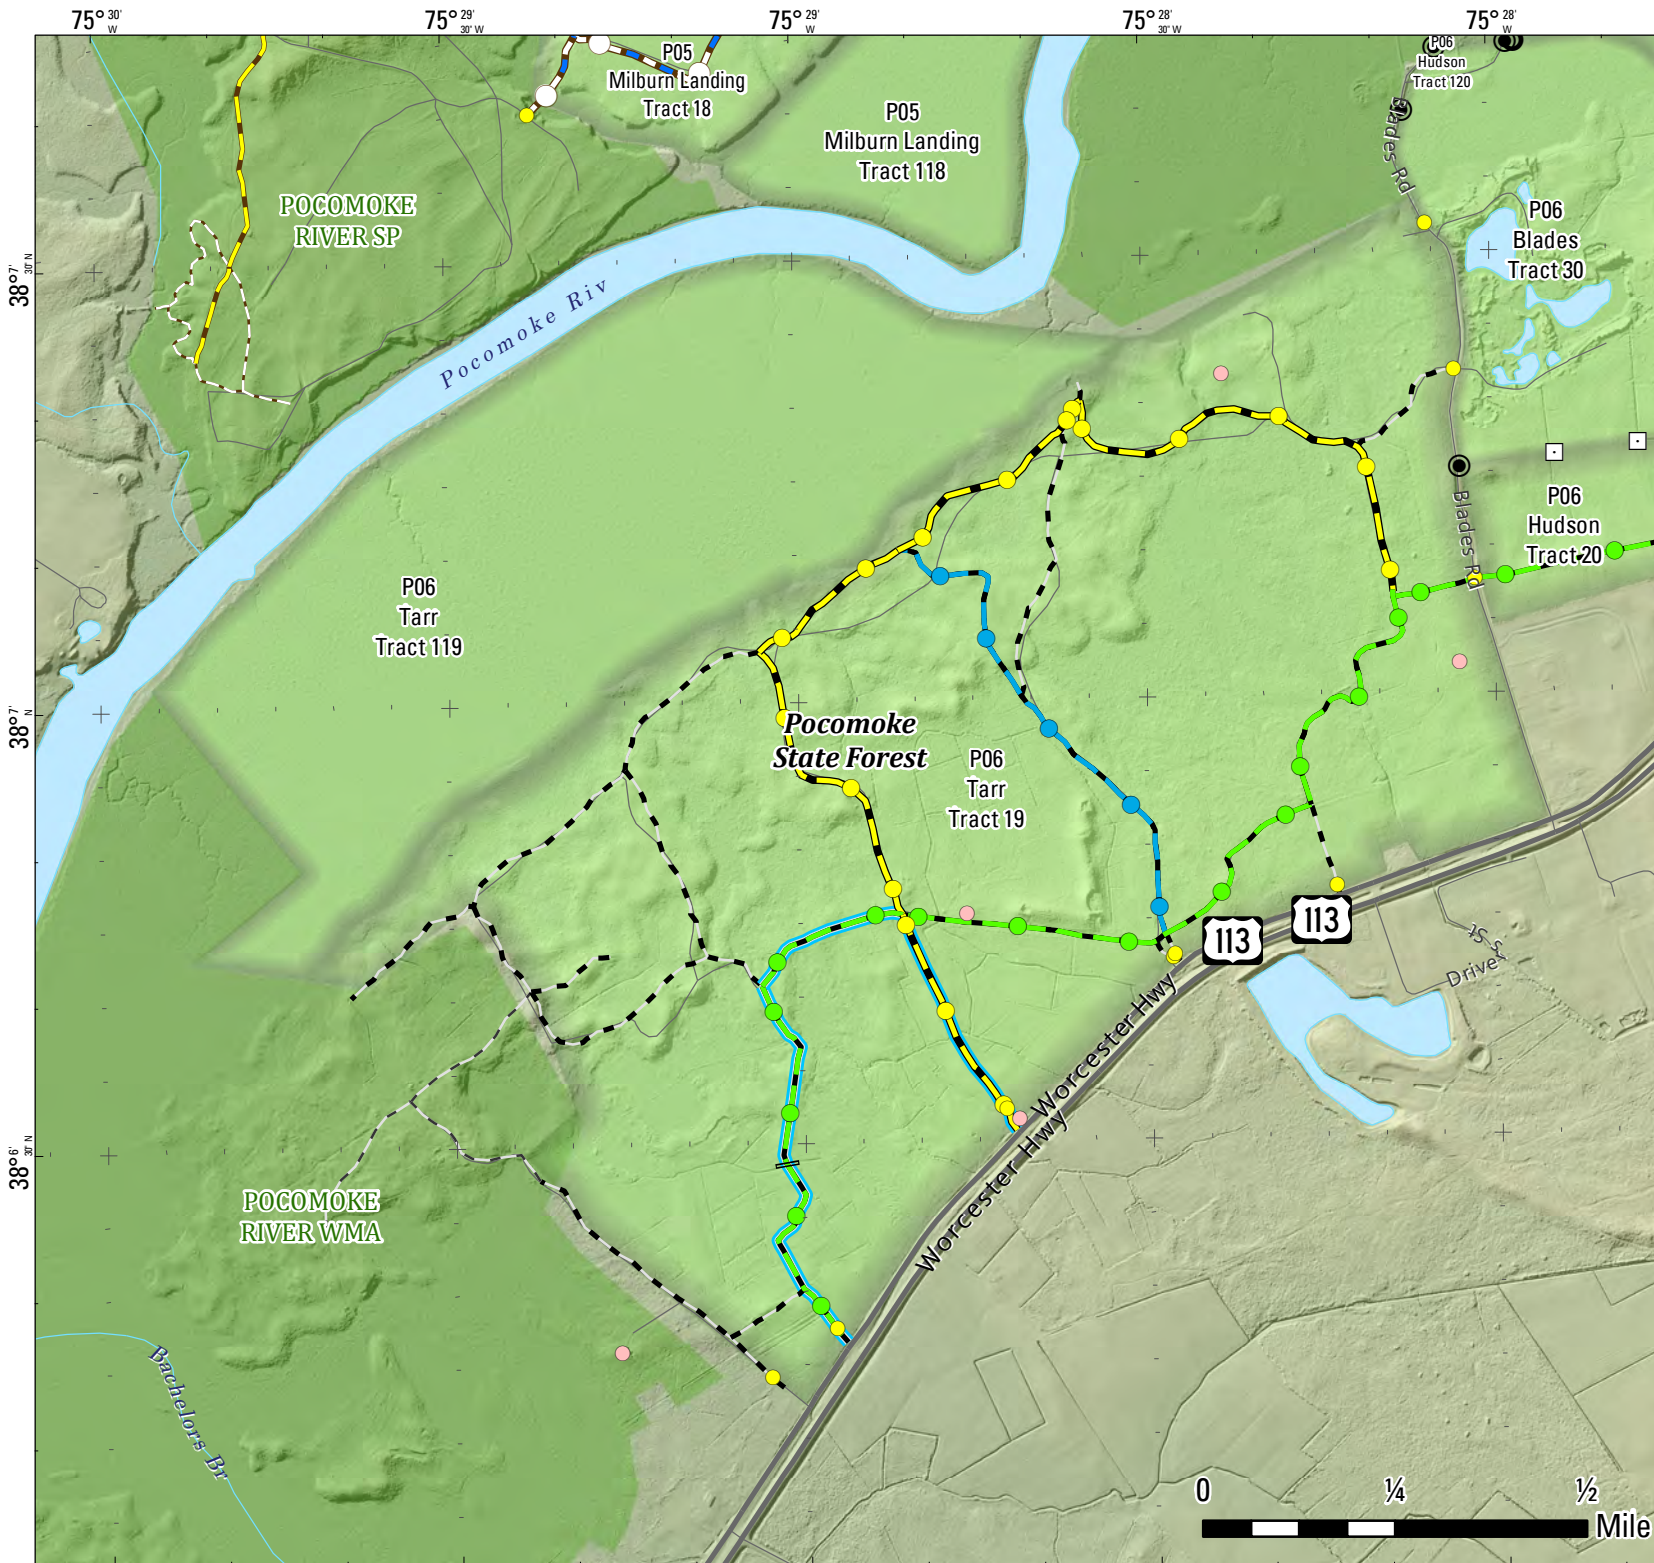 75° 30' W
75° 29' 30" W
75° 29' W
75° 28' 30" W
75° 28' W
P05
Milburn Landing
Tract 18
P05
Milburn Landing
Tract 118
P06
Hudson
Tract 120
Blades Rd
POCOMOKE
RIVER SP
P06
Blades
Tract 30
38° 7' 30" N
Pocomoke Riv
P06
Hudson
Tract 20
Blades Rd
P06
Tarr
Tract 119
38° 7' N
Pocomoke
State Forest
P06
Tarr
Tract 19
113
113
Drive
Worcester Hwy
Worcester Hwy
38° 6' 30" N
POCOMOKE
RIVER WMA
Bachelors Br
0 ¼ ½
Mile